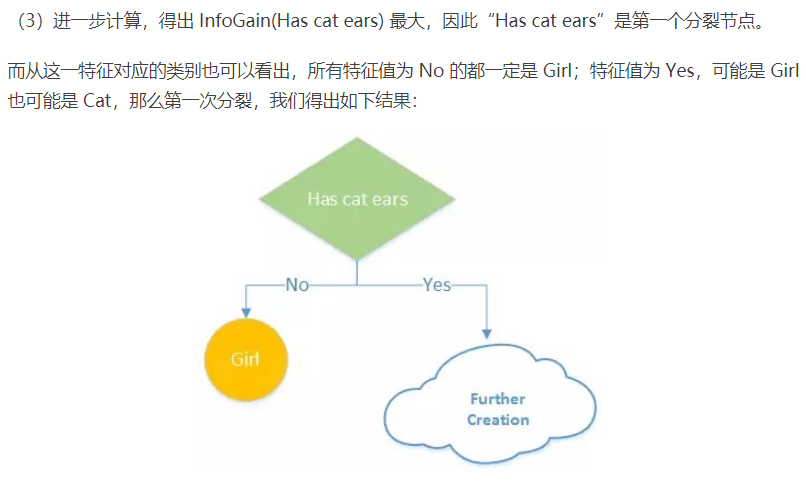 （3）进一步计算，得出 InfoGain(Has cat ears) 最大，因此“Has cat ears”是第一个分裂节点。
而从这一特征对应的类别也可以看出，所有特征值为 No 的都一定是 Girl；特征值为 Yes，可能是 Girl
也可能是 Cat，那么第一次分裂，我们得出如下结果：
Has cat ears
No
Yes
Girl
Further
Creation